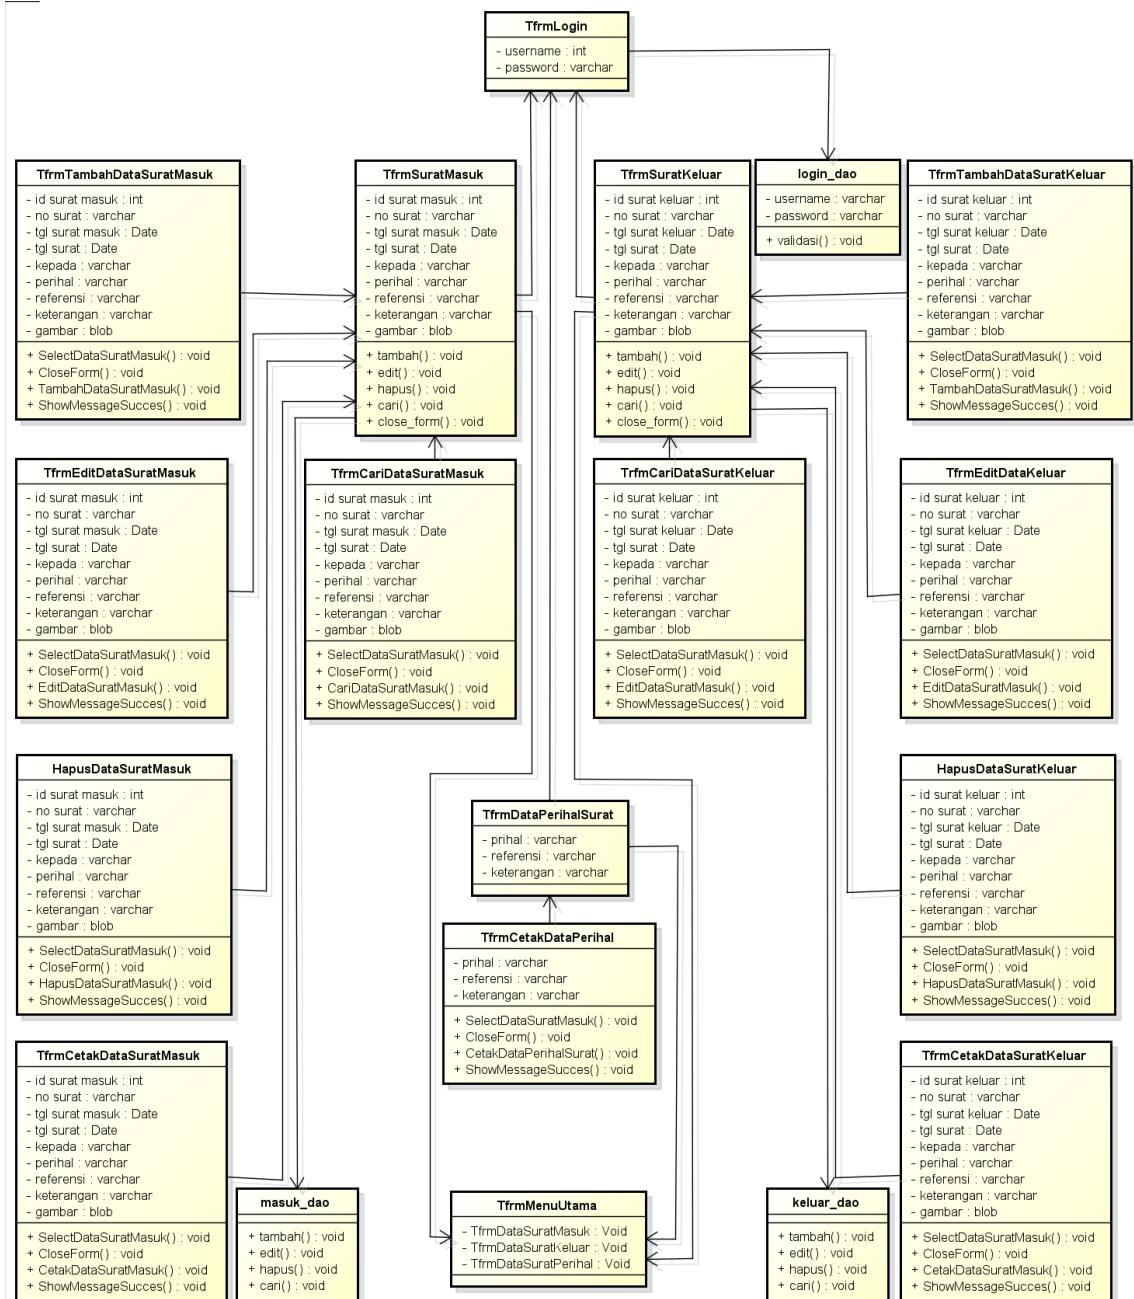 TfrmLogin
- username : int
- password : varchar
TfrmTambahDataSuratMasuk
- id surat masuk : int
- no surat : varchar
- tgl surat masuk : Date
- tgl surat : Date
- kepada : varchar
- perihal : varchar
- referensi : varchar
- keterangan : varchar
- gambar : blob
+ SelectDataSuratMasuk() : void
+ CloseForm() : void
+ TambahDataSuratMasuk() : void
+ ShowMessageSucces() : void
TfrmSuratMasuk
- id surat masuk : int
- no surat : varchar
- tgl surat masuk : Date
- tgl surat : Date
- kepada : varchar
- perihal : varchar
- referensi : varchar
- keterangan : varchar
- gambar : blob
+ tambah() : void
+ edit() : void
+ hapus() : void
+ cari() : void
+ close_form() : void
TfrmSuratKeluar
- id surat keluar : int
- no surat : varchar
- tgl surat keluar : Date
- tgl surat : Date
- kepada : varchar
- perihal : varchar
- referensi : varchar
- keterangan : varchar
- gambar : blob
+ tambah() : void
+ edit() : void
+ hapus() : void
+ cari() : void
+ close_form() : void
login_dao
- username : varchar
- password : varchar
+ validasi() : void
TfrmTambahDataSuratKeluar
- id surat keluar : int
- no surat : varchar
- tgl surat keluar : Date
- tgl surat : Date
- kepada : varchar
- perihal : varchar
- referensi : varchar
- keterangan : varchar
- gambar : blob
+ SelectDataSuratMasuk() : void
+ CloseForm() : void
+ TambahDataSuratMasuk() : void
+ ShowMessageSucces() : void
TfrmEditDataSuratMasuk
- id surat masuk : int
- no surat : varchar
- tgl surat masuk : Date
- tgl surat : Date
- kepada : varchar
- perihal : varchar
- referensi : varchar
- keterangan : varchar
- gambar : blob
+ SelectDataSuratMasuk() : void
+ CloseForm() : void
+ EditDataSuratMasuk() : void
+ ShowMessageSucces() : void
TfrmCariDataSuratMasuk
- id surat masuk : int
- no surat : varchar
- tgl surat masuk : Date
- tgl surat : Date
- kepada : varchar
- perihal : varchar
- referensi : varchar
- keterangan : varchar
- gambar : blob
+ SelectDataSuratMasuk() : void
+ CloseForm() : void
+ CariDataSuratMasuk() : void
+ ShowMessageSucces() : void
TrfmCariDataSuratKeluar
- id surat keluar : int
- no surat : varchar
- tgl surat keluar : Date
- tgl surat : Date
- kepada : varchar
- perihal : varchar
- referensi : varchar
- keterangan : varchar
- gambar : blob
+ SelectDataSuratMasuk() : void
+ CloseForm() : void
+ EditDataSuratMasuk() : void
+ ShowMessageSucces() : void
TfrmEditDataKeluar
- id surat keluar : int
- no surat : varchar
- tgl surat keluar : Date
- tgl surat : Date
- kepada : varchar
- perihal : varchar
- referensi : varchar
- keterangan : varchar
- gambar : blob
+ SelectDataSuratMasuk() : void
+ CloseForm() : void
+ EditDataSuratMasuk() : void
+ ShowMessageSucces() : void
HapusDataSuratMasuk
- id surat masuk : int
- no surat : varchar
- tgl surat masuk : Date
- tgl surat : Date
- kepada : varchar
- perihal : varchar
- referensi : varchar
- keterangan : varchar
- gambar : blob
+ SelectDataSuratMasuk() : void
+ CloseForm() : void
+ HapusDataSuratMasuk() : void
+ ShowMessageSucces() : void
TfrmDataPerihalSurat
- prihal : varchar
- referensi : varchar
- keterangan : varchar
TfrmCetakDataPerihal
- prihal : varchar
- referensi : varchar
- keterangan : varchar
+ SelectDataSuratMasuk() : void
+ CloseForm() : void
+ CetakDataPerihalSurat() : void
+ ShowMessageSucces() : void
HapusDataSuratKeluar
- id surat keluar : int
- no surat : varchar
- tgl surat keluar : Date
- tgl surat : Date
- kepada : varchar
- perihal : varchar
- referensi : varchar
- keterangan : varchar
- gambar : blob
+ SelectDataSuratMasuk() : void
+ CloseForm() : void
+ HapusDataSuratMasuk() : void
+ ShowMessageSucces() : void
TfrmCetakDataSuratMasuk
- id surat masuk : int
- no surat : varchar
- tgl surat masuk : Date
- tgl surat : Date
- kepada : varchar
- perihal : varchar
- referensi : varchar
- keterangan : varchar
- gambar : blob
+ SelectDataSuratMasuk() : void
+ CloseForm() : void
+ CetakDataSuratMasuk() : void
+ ShowMessageSucces() : void
masuk_dao
+ tambah() : void
+ edit() : void
+ hapus() : void
+ cari() : void
TfrmMenuUtama
- TfrmDataSuratMasuk : Void
- TfrmDataSuratKeluar : Void
- TfrmDataSuratPerihal : Void
keluar_dao
+ tambah() : void
+ edit() : void
+ hapus() : void
+ cari() : void
TfrmCetakDataSuratKeluar
- id surat keluar : int
- no surat : varchar
- tgl surat keluar : Date
- tgl surat : Date
- kepada : varchar
- perihal : varchar
- referensi : varchar
- keterangan : varchar
- gambar : blob
+ SelectDataSuratMasuk() : void
+ CloseForm() : void
+ CetakDataSuratMasuk() : void
+ ShowMessageSucces() : void